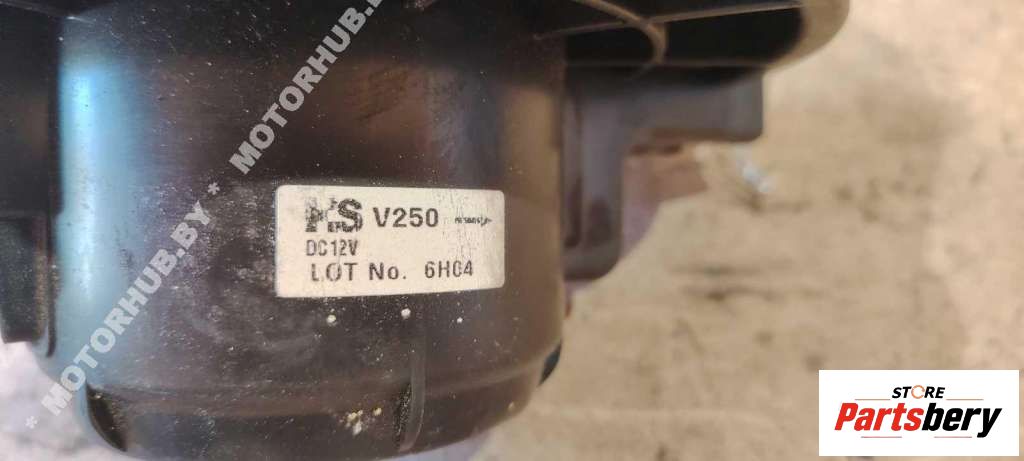 * MOTORHUB.BY * MOTORHUB.BY *
V250
DC12V
LOT No. 6H04
STORE
Partsbery